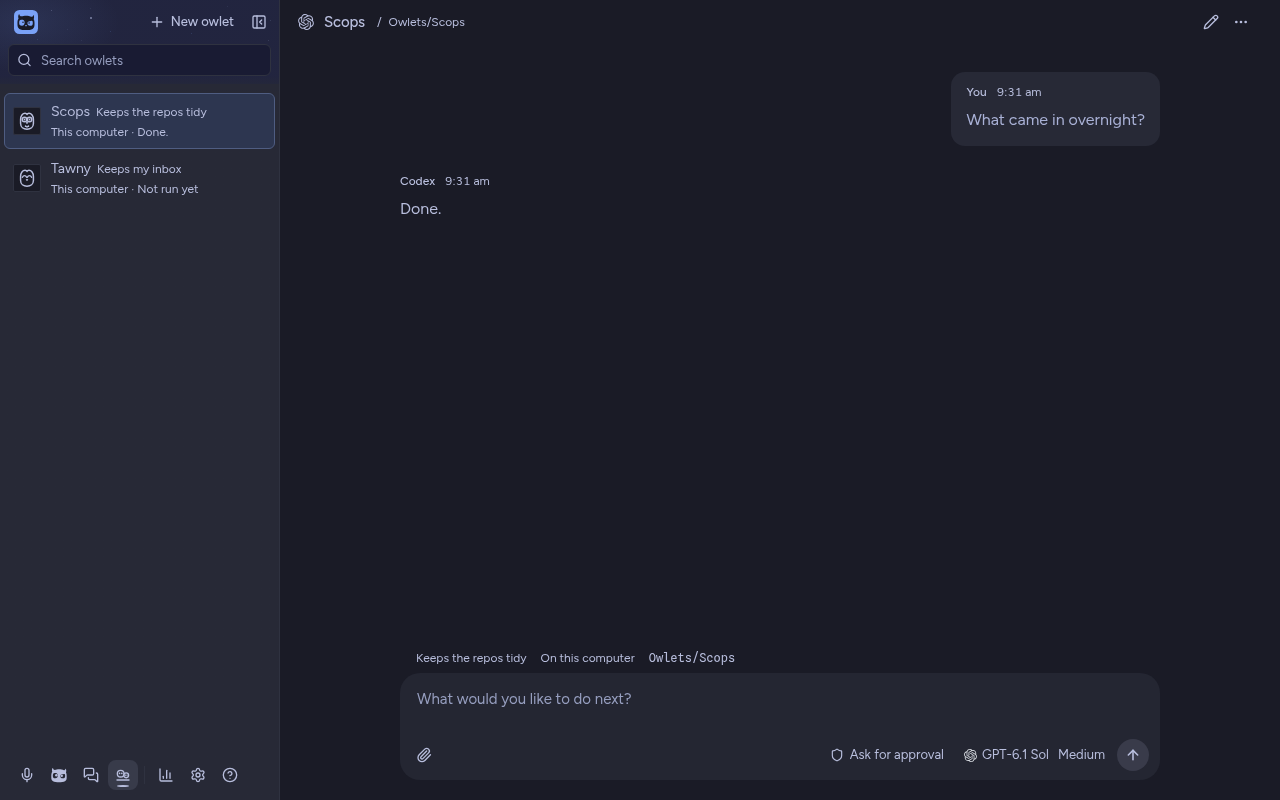 New owlet
Search owlets
Scops Keeps the repos tidy
This computer · Done.
Tawny Keeps my inbox
This computer · Not run yet
Scops / Owlets/Scops
You 9:31 am
What came in overnight?
Codex 9:31 am
Done.
Keeps the repos tidy On this computer Owlets/Scops
What would you like to do next?
Ask for approval GPT-6.1 Sol Medium